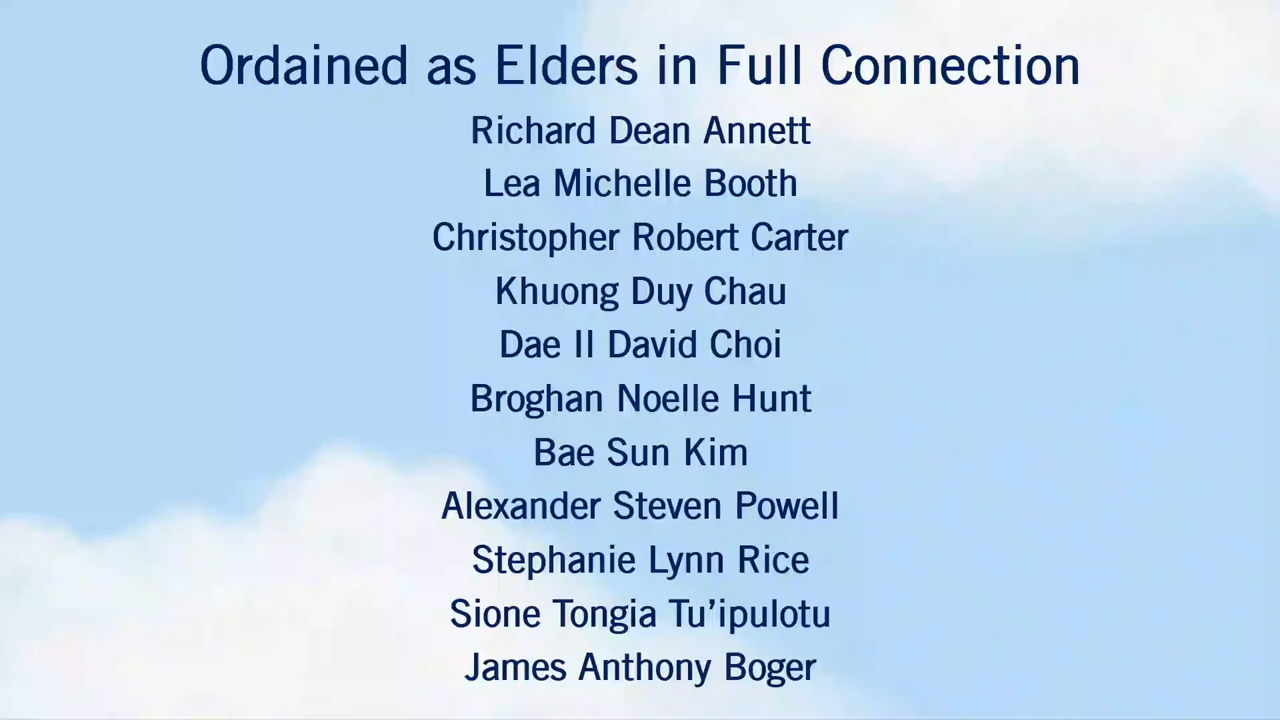 Ordained as Elders in Full Connection
Richard Dean Annett
Lea Michelle Booth
Christopher Robert Carter
Khuong Duy Chau
Dae Il David Choi
Broghan Noelle Hunt
Bae Sun Kim
Alexander Steven Powell
Stephanie Lynn Rice
Sione Tongia Tu’ipulotu
James Anthony Boger